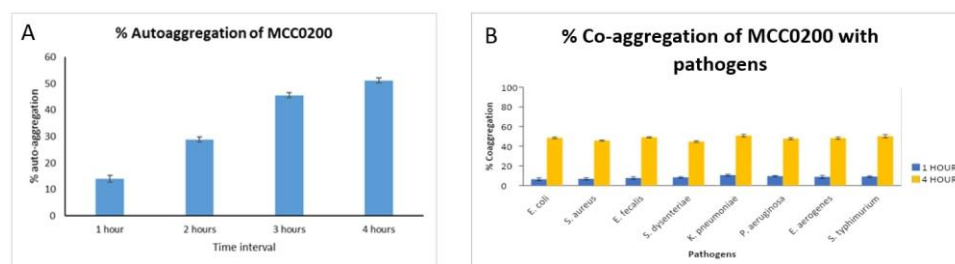 A
% Autoaggregation of MCC0200
60
50
40
30
20
10
0
% auto-aggregation
1 hour
2 hours
3 hours
4 hours
Time interval
B
% Co-aggregation of MCC0200 with
pathogens
100
80
60
40
20
0
% Coaggregation
E. coli
S. aureus
E. fecalis
S. dysenteriae
K. pneumoniae
P. aeruginosa
E. aerogenes
S. typhimurium
Pathogens
1 HOUR
4 HOUR